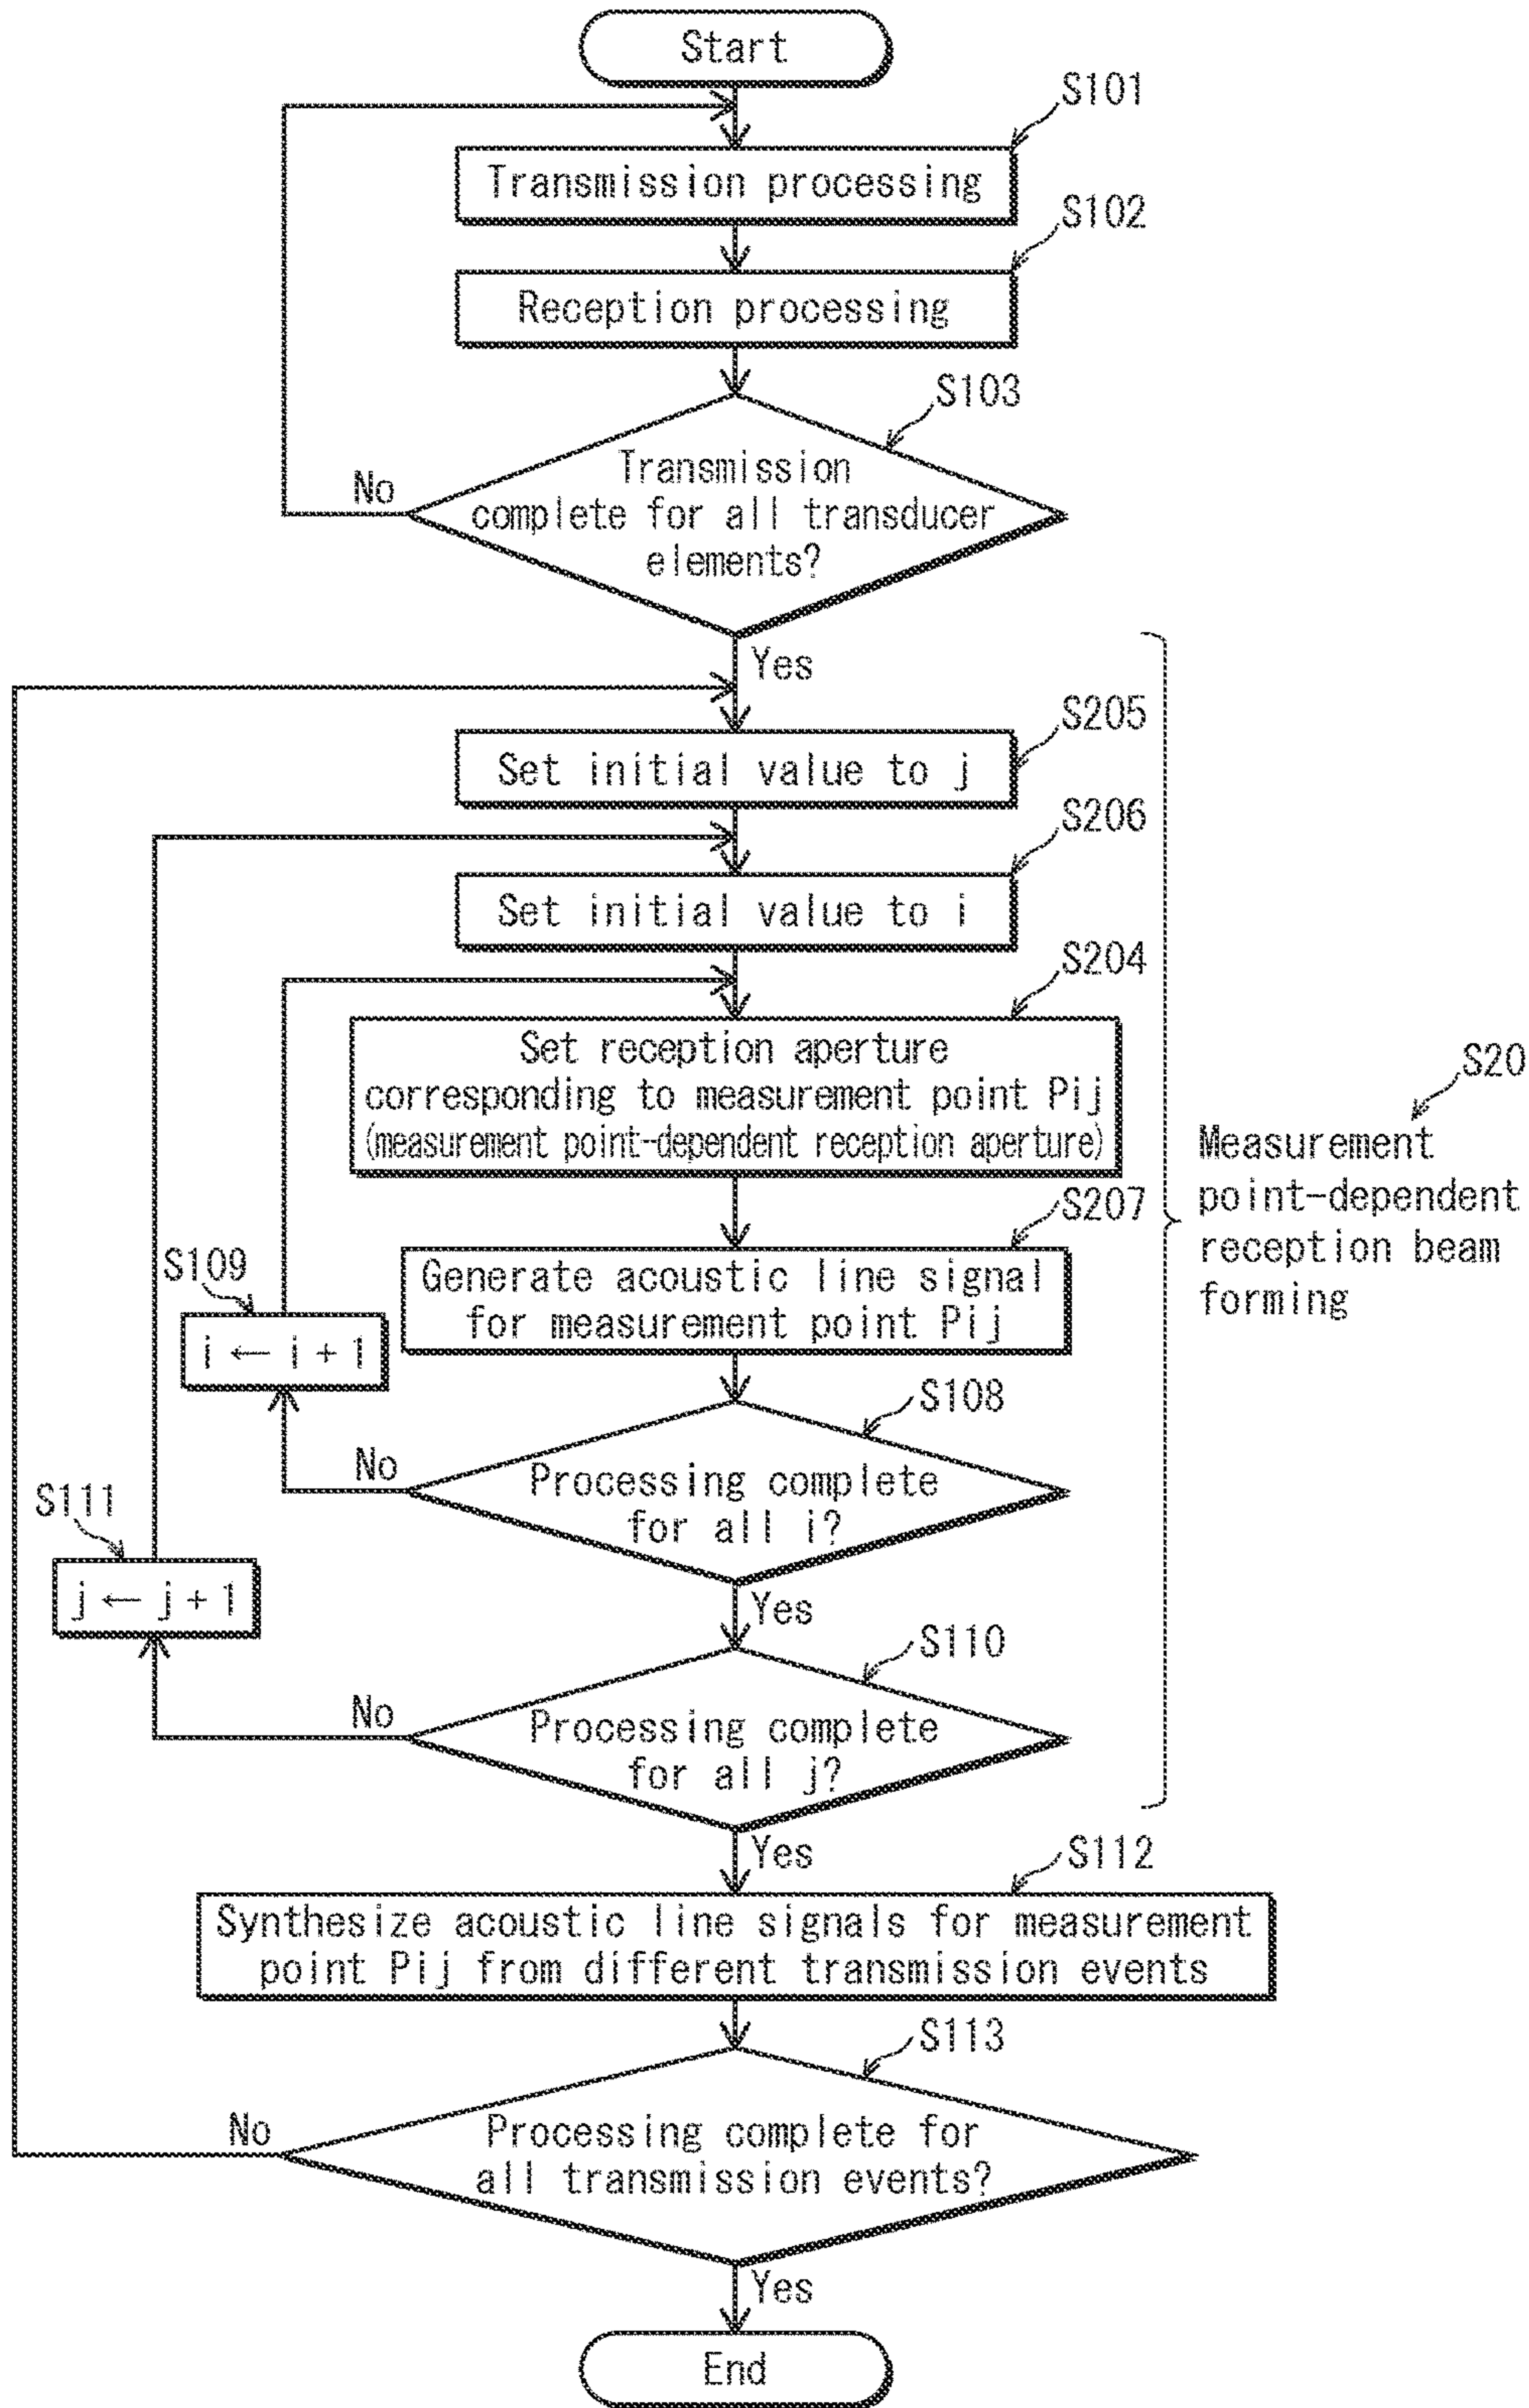 Start
S101
Transmission processing
S102
Reception processing
S103
Transmission
complete for all transducer
elements?
No
Yes
S205
Set initial value to j
S206
Set initial value to i
S204
Set reception aperture
corresponding to measurement point Pij
(measurement point-dependent reception aperture)
S20
Measurement
point-dependent
reception beam
forming
S207
Generate acoustic line signal
for measurement point Pij
S109
i ← i + 1
S108
Processing complete
for all i?
No
Yes
S111
j ← j + 1
S110
Processing complete
for all j?
No
Yes
S112
Synthesize acoustic line signals for measurement
point Pij from different transmission events
S113
Processing complete for
all transmission events?
No
Yes
End